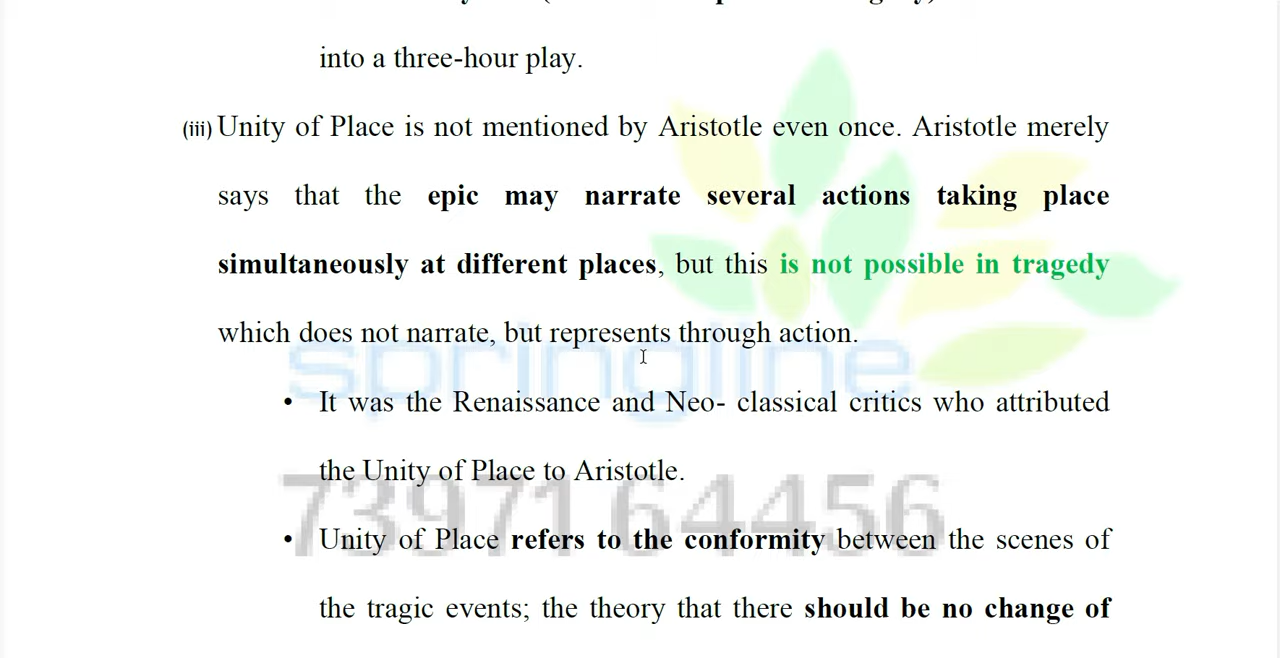 into a three-hour play.
(iii) Unity of Place is not mentioned by Aristotle even once. Aristotle merely
says that the epic may narrate several actions taking place
simultaneously at different places, but this is not possible in tragedy
which does not narrate, but represents through action.
springline
• It was the Renaissance and Neo- classical critics who attributed
the Unity of Place to Aristotle.
73971 64456
• Unity of Place refers to the conformity between the scenes of
the tragic events; the theory that there should be no change of